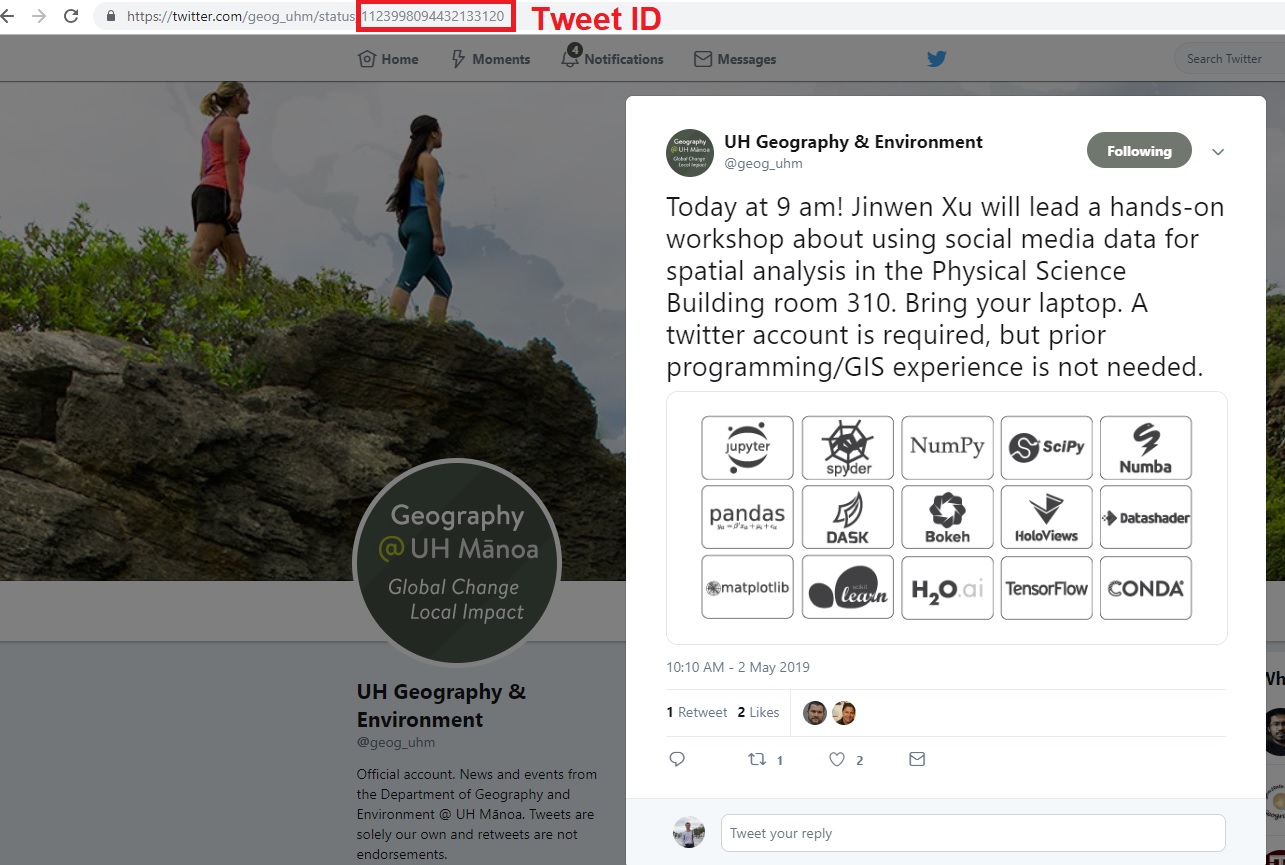 https://twitter.com/geog_uhm/status/1123998094432133120
Tweet ID
Home
Moments
4
Notifications
Messages
Search Twitter
UH Geography & Environment
@geog_uhm
Following
Today at 9 am! Jinwen Xu will lead a hands-on
workshop about using social media data for
spatial analysis in the Physical Science
Building room 310. Bring your laptop. A
twitter account is required, but prior
programming/GIS experience is not needed.
jupyter
spyder
NumPy
SciPy
Numba
pandas
DASK
Bokeh
HoloViews
Datashader
matplotlib
scikit
learn
H2O.ai
TensorFlow
CONDA
10:10 AM - 2 May 2019
1 Retweet 2 Likes
1
2
Tweet your reply
Geography
@ UH Mānoa
Global Change
Local Impact
UH Geography &
Environment
@geog_uhm
Official account. News and events from
the Department of Geography and
Environment @ UH Mānoa. Tweets are
solely our own and retweets are not
endorsements.